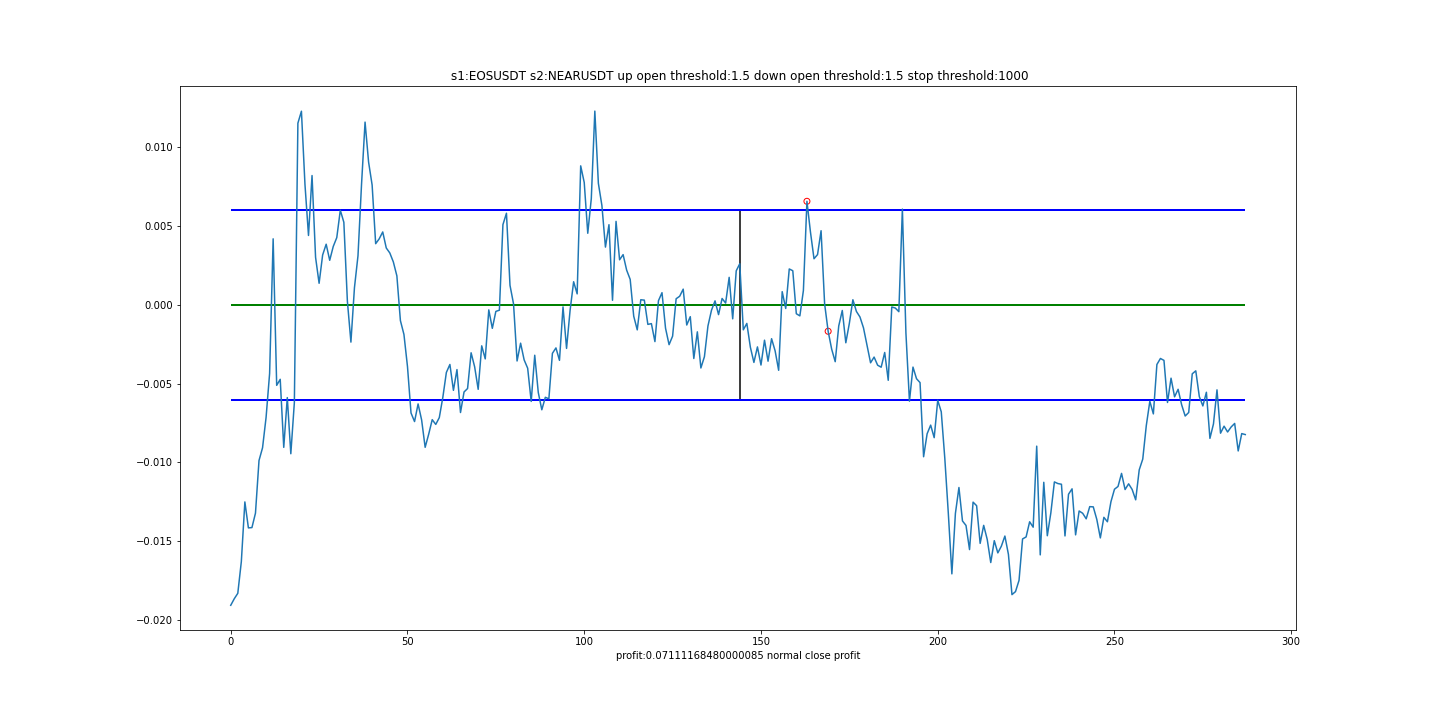 s1:EOSUSDT s2:NEARUSDT up open threshold:1.5 down open threshold:1.5 stop threshold:1000
0.010
0.005
0.000
−0.005
−0.010
−0.015
−0.020
0 50 100 150 200 250 300
profit:0.07111168480000085 normal close profit